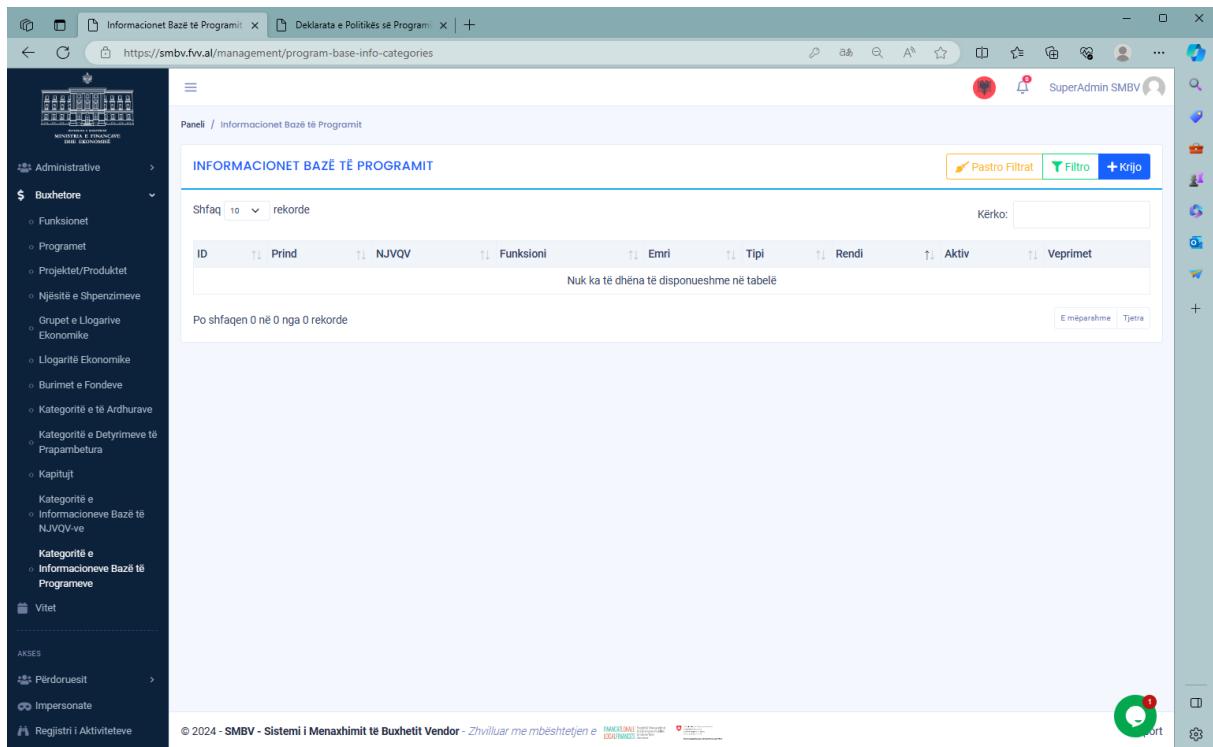 Informacionet Bazë të Programit
Deklarata e Politikës së Programi
https://smbv.fvv.al/management/program-base-info-categories
MINISTRIA E FINANCAVE
DHE EKONOMISË
SuperAdmin SMBV
0
Administrative
Buxhetore
Funksionet
Programet
Projektet/Produktet
Njësitë e Shpenzimeve
Grupet e Llogarive
Ekonomike
Llogaritë Ekonomike
Burimet e Fondeve
Kategoritë e të Ardhurave
Kategoritë e Detyrimeve të
Prapambetura
Kapitujt
Kategoritë e
Informacioneve Bazë të
NJVQV-ve
Kategoritë e
Informacioneve Bazë të
Programeve
Vitet
AKSES
Përdoruesit
Impersonate
Regjistri i Aktiviteteve
Paneli / Informacionet Bazë të Programit
INFORMACIONET BAZË TË PROGRAMIT
Pastro Filtrat Filtro + Krijo
Shfaq 10 rekorde
Kërko:
ID Prind NJVQV Funksioni Emri Tipi Rendi Aktiv Veprimet
Nuk ka të dhëna të disponueshme në tabelë
Po shfaqen 0 në 0 nga 0 rekorde
E mëparahme Tjetra
1
© 2024 - SMBV - Sistemi i Menaxhimit të Buxhetit Vendor - Zhvilluar me mbështetjen e